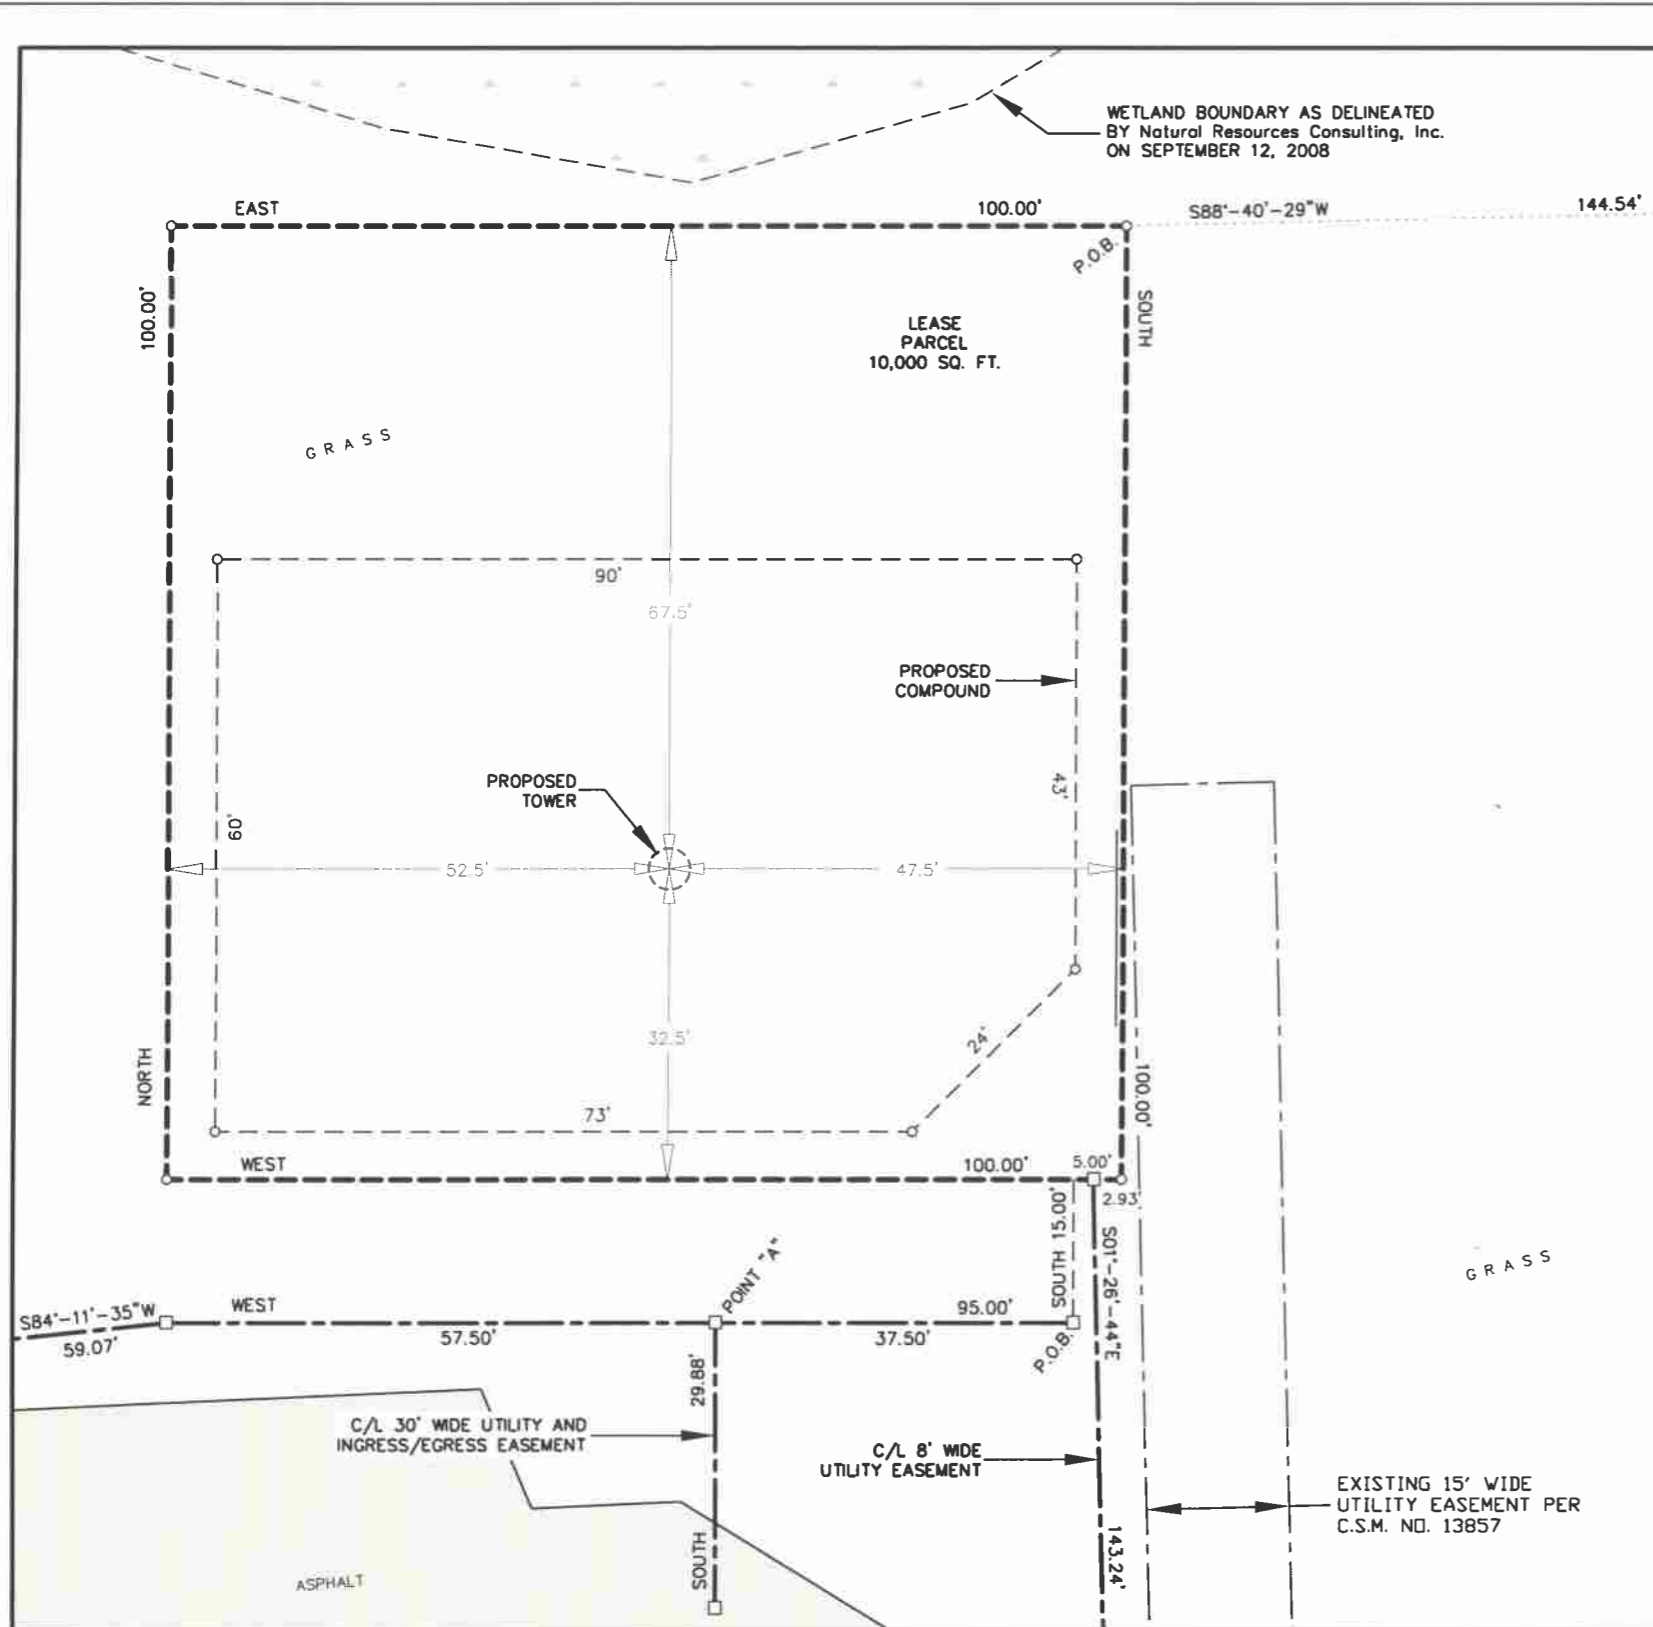 WETLAND BOUNDARY AS DELINEATED
BY Natural Resources Consulting, Inc.
ON SEPTEMBER 12, 2008
EAST
100.00'
S88°-40'-29"W
144.54'
P.O.B.
100.00'
SOUTH
LEASE
PARCEL
10,000 SQ. FT.
GRASS
90'
67.5'
PROPOSED
COMPOUND
PROPOSED
TOWER
43'
60'
52.5'
47.5'
32.5'
24'
NORTH
100.00'
73'
WEST
100.00'
5.00'
2.93'
SOUTH 15.00'
S01°-26'-44"E
POINT "A"
GRASS
S84°-11'-35"W
WEST
95.00'
59.07'
57.50'
37.50'
P.O.B.
29.88'
C/L 30' WIDE UTILITY AND
INGRESS/EGRESS EASEMENT
C/L 8' WIDE
UTILITY EASEMENT
EXISTING 15' WIDE
UTILITY EASEMENT PER
C.S.M. NO. 13857
SOUTH
143.24'
ASPHALT